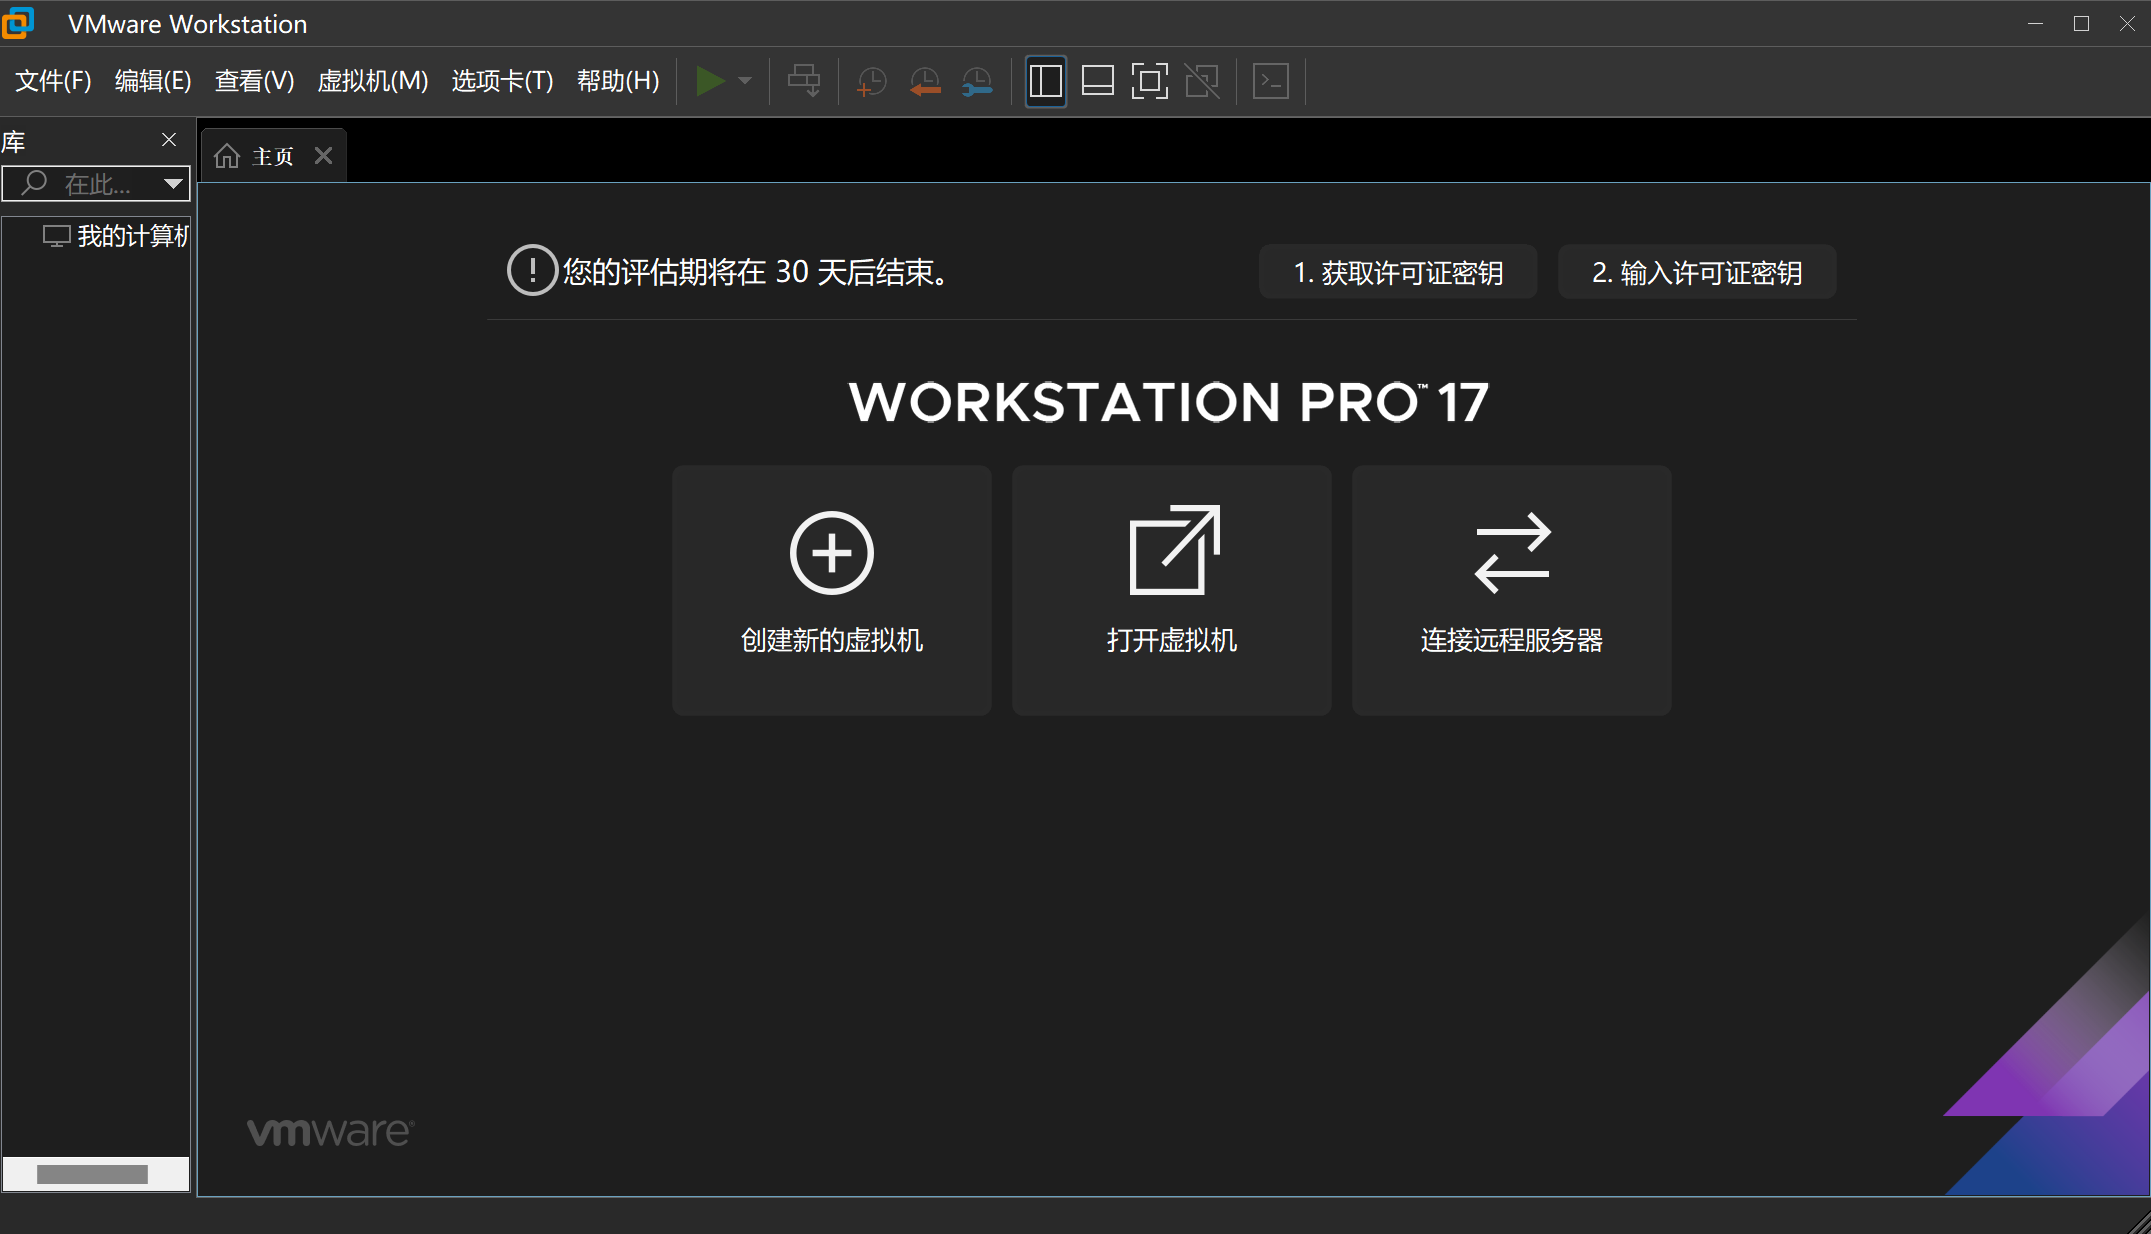 VMware Workstation
文件(F) 编辑(E) 查看(V) 虚拟机(M) 选项卡(T) 帮助(H)
库
在此...
主页
我的计算机
您的评估期将在 30 天后结束。
1. 获取许可证密钥
2. 输入许可证密钥
WORKSTATION PRO™ 17
创建新的虚拟机
打开虚拟机
连接远程服务器
vmware®